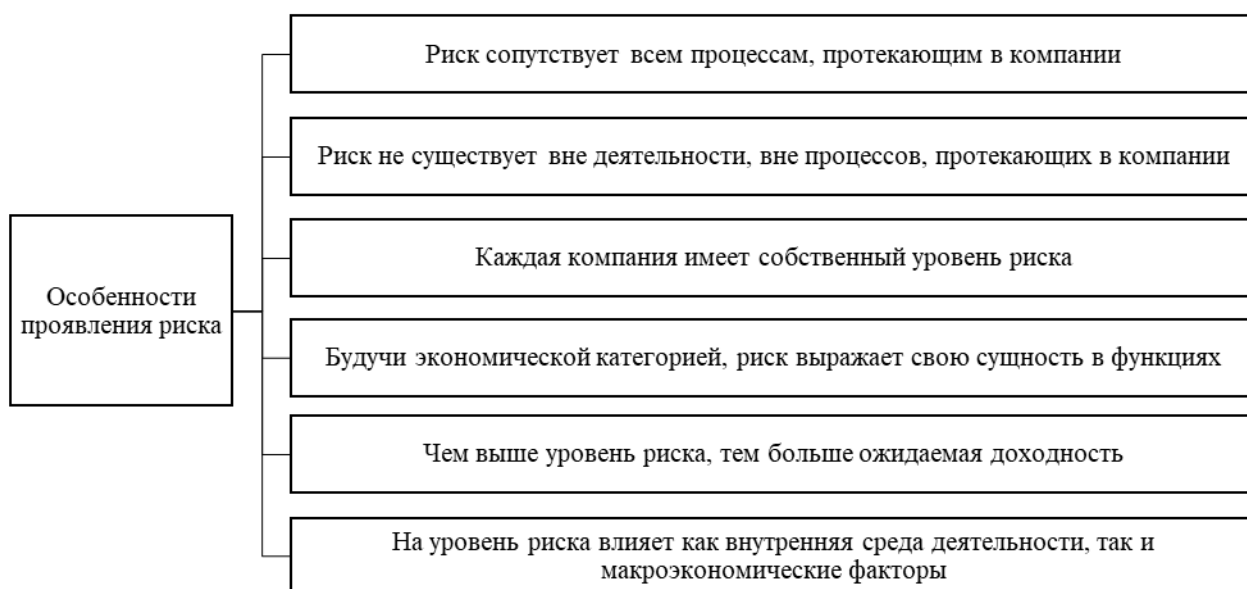 Риск сопутствует всем процессам, протекающим в компании
Риск не существует вне деятельности, вне процессов, протекающих в компании
Каждая компания имеет собственный уровень риска
Особенности
проявления риска
Будучи экономической категорией, риск выражает свою сущность в функциях
Чем выше уровень риска, тем больше ожидаемая доходность
На уровень риска влияет как внутренняя среда деятельности, так и
макроэкономические факторы